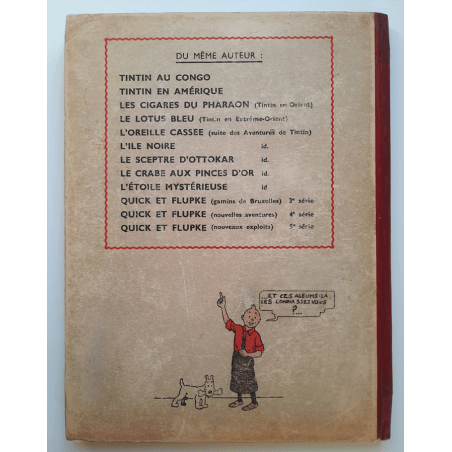 DU MÊME AUTEUR :
TINTIN AU CONGO
TINTIN EN AMÉRIQUE
LES CIGARES DU PHARAON (Tintin en Orient)
LE LOTUS BLEU (Tintin en Extrême-Orient)
L'OREILLE CASSÉE (suite des Aventures de Tintin)
L'ILE NOIRE id.
LE SCEPTRE D'OTTOKAR id.
LE CRABE AUX PINCES D'OR id.
L'ÉTOILE MYSTÉRIEUSE id
QUICK ET FLUPKE (gamins de Bruxelles) 3e série
QUICK ET FLUPKE (nouvelles aventures) 4e série
QUICK ET FLUPKE (nouveaux exploits) 5e série
...ET CES ALBUMS-LA,
LES CONNAISSEZ-VOUS
?...